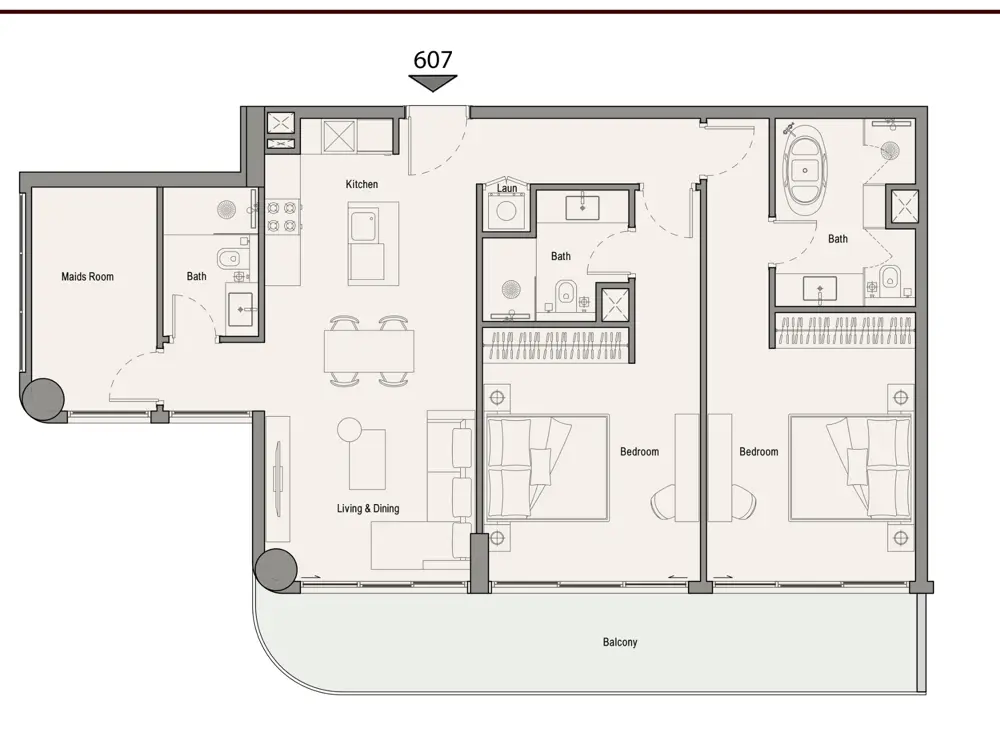 607
Kitchen
Laun
Maids Room
Bath
Bath
Bath
Bedroom
Bedroom
Living & Dining
Balcony